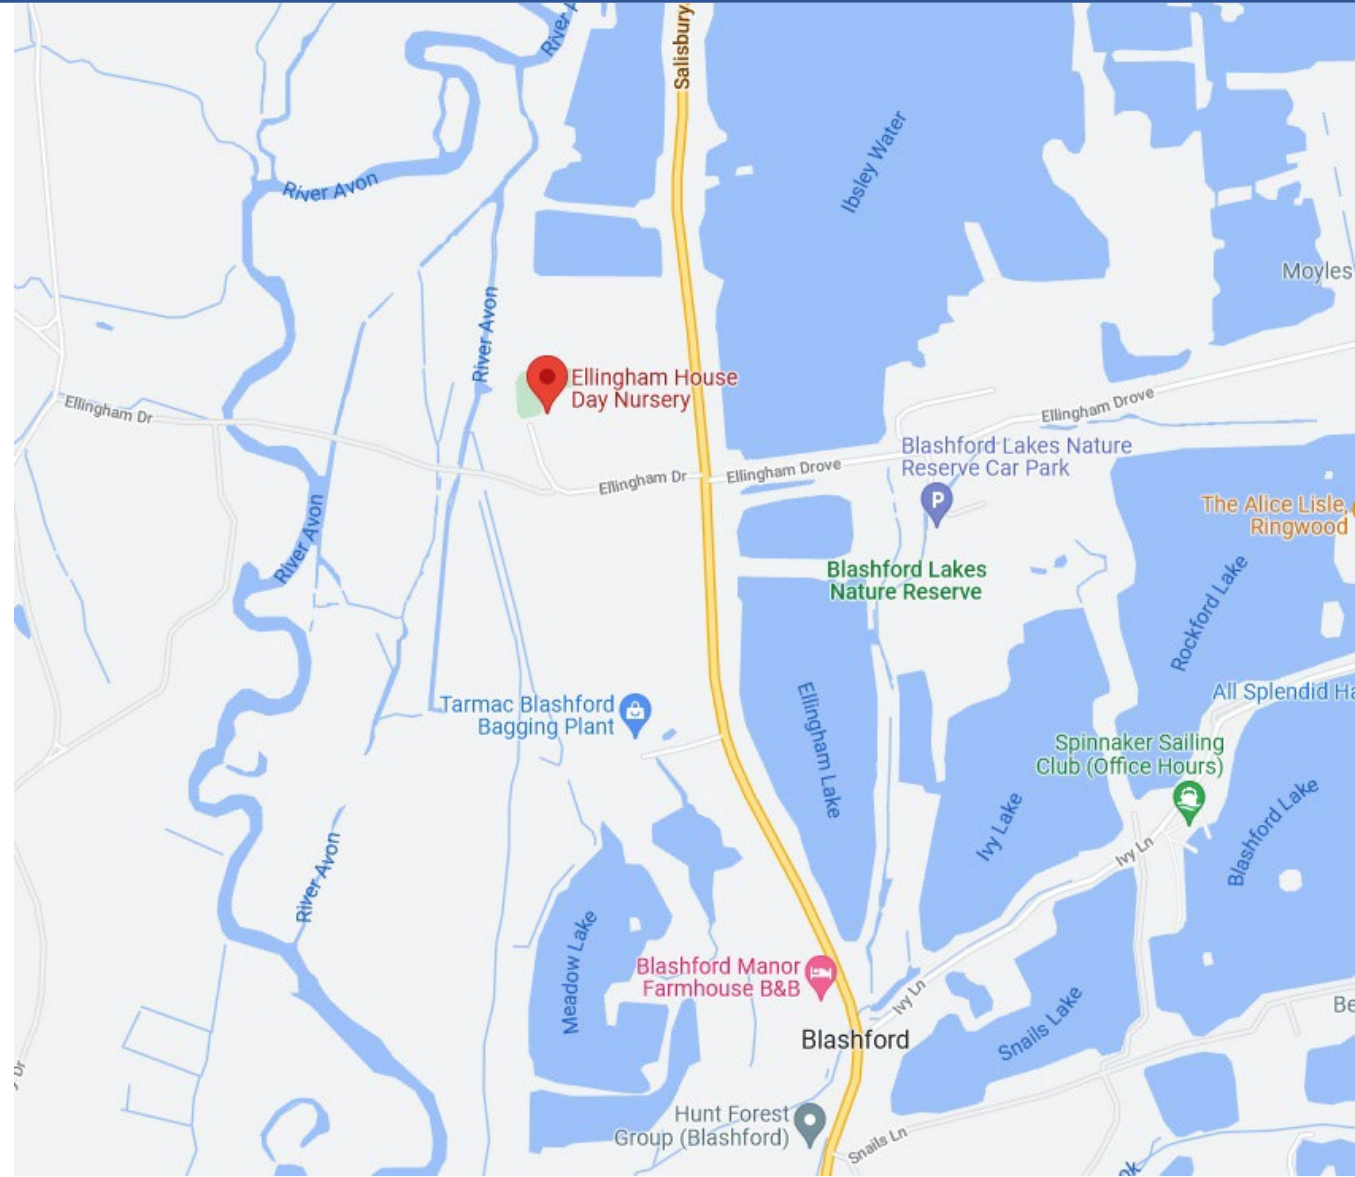 River A
Salisbury
River Avon
Ibsley Water
Moyles
River Avon
Ellingham House
Day Nursery
Ellingham Dr
Ellingham Drove
Blashford Lakes Nature
Reserve Car Park
P
Ellingham Dr
Ellingham Drove
The Alice Lisle,
Ringwood
River Avon
Blashford Lakes
Nature Reserve
Rockford Lake
Tarmac Blashford
Bagging Plant
Ellingham Lake
All Splendid Ha
Spinnaker Sailing
Club (Office Hours)
Ivy Lake
Blashford Lake
Ivy Ln
River Avon
Meadow Lake
Blashford Manor
Farmhouse B&B
Ivy Ln
Snails Lake
Be
Blashford
Dr
Hunt Forest
Group (Blashford)
Snails Ln
ok